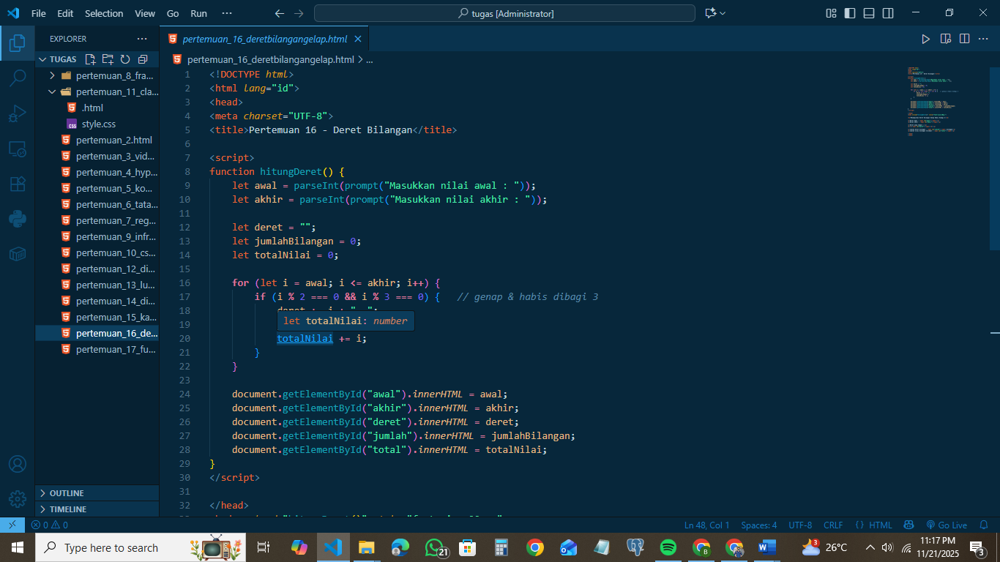 File Edit Selection View Go Run ···
tugas [Administrator]
EXPLORER ···
TUGAS
pertemuan_8_fra...
pertemuan_11_cla...
.html
style.css
pertemuan_2.html
pertemuan_3_vid...
pertemuan_4_hyp...
pertemuan_5_ko...
pertemuan_6_tata...
pertemuan_7_reg...
pertemuan_9_infr...
pertemuan_10_cs...
pertemuan_12_di...
pertemuan_13_lu...
pertemuan_14_di...
pertemuan_15_ka...
pertemuan_16_de...
pertemuan_17_fu...
OUTLINE
TIMELINE
pertemuan_16_deretbilangangelap.html
pertemuan_16_deretbilangangelap.html > ...
1 <!DOCTYPE html>
2 <html lang="id">
3 <head>
4 <meta charset="UTF-8">
5 <title>Pertemuan 16 - Deret Bilangan</title>
6
7 <script>
8 function hitungDeret() {
9 let awal = parseInt(prompt("Masukkan nilai awal : "));
10 let akhir = parseInt(prompt("Masukkan nilai akhir : "));
11
12 let deret = "";
13 let jumlahBilangan = 0;
14 let totalNilai = 0;
15
16 for (let i = awal; i <= akhir; i++) {
17 if (i % 2 === 0 && i % 3 === 0) { // genap & habis dibagi 3
18
let totalNilai: number
19
20 totalNilai += i;
21 }
22 }
23
24 document.getElementById("awal").innerHTML = awal;
25 document.getElementById("akhir").innerHTML = akhir;
26 document.getElementById("deret").innerHTML = deret;
27 document.getElementById("jumlah").innerHTML = jumlahBilangan;
28 document.getElementById("total").innerHTML = totalNilai;
29 }
30 </script>
31
32 </head>
0 0 Ln 48, Col 1 Spaces: 4 UTF-8 CRLF {} HTML Go Live
Type here to search 21 3 26°C 11:17 PM
11/21/2025 3